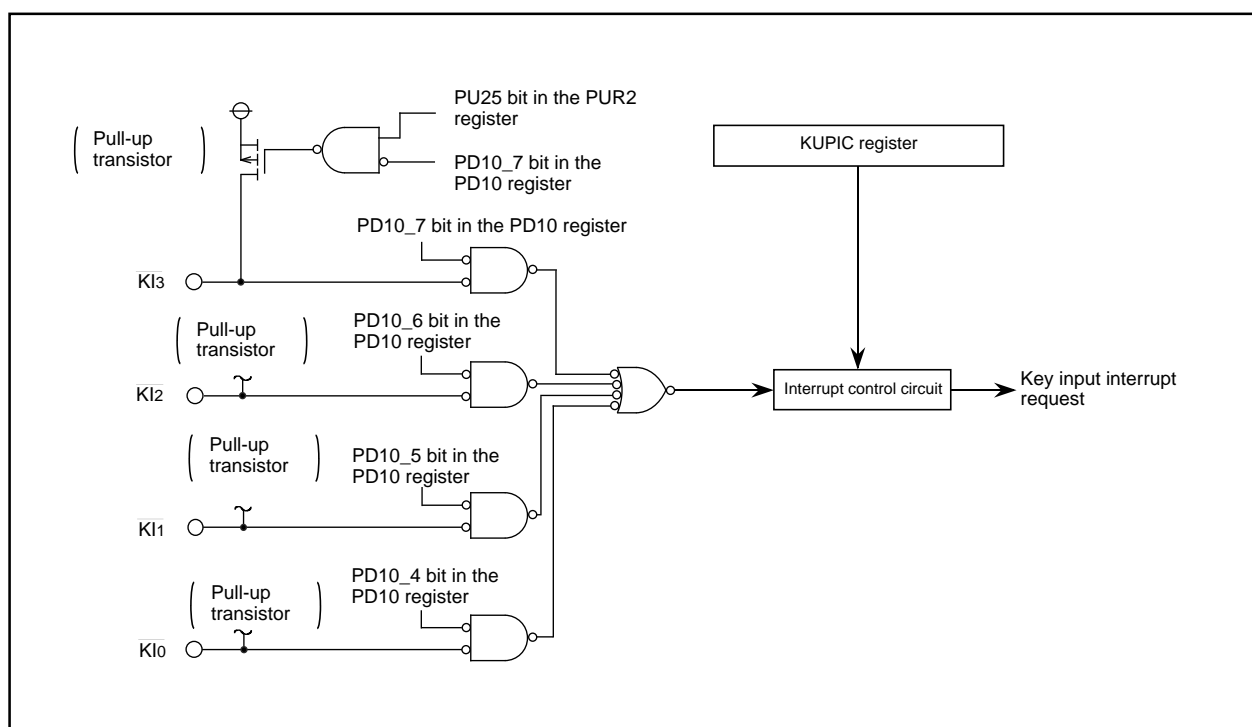 PU25 bit in the PUR2
register
Pull-up
transistor
KUPIC register
PD10_7 bit in the
PD10 register
PD10_7 bit in the PD10 register
KI3
Pull-up
transistor
PD10_6 bit in the
PD10 register
KI2
Interrupt control circuit
Key input interrupt
request
Pull-up
transistor
PD10_5 bit in the
PD10 register
KI1
Pull-up
transistor
PD10_4 bit in the
PD10 register
KI0